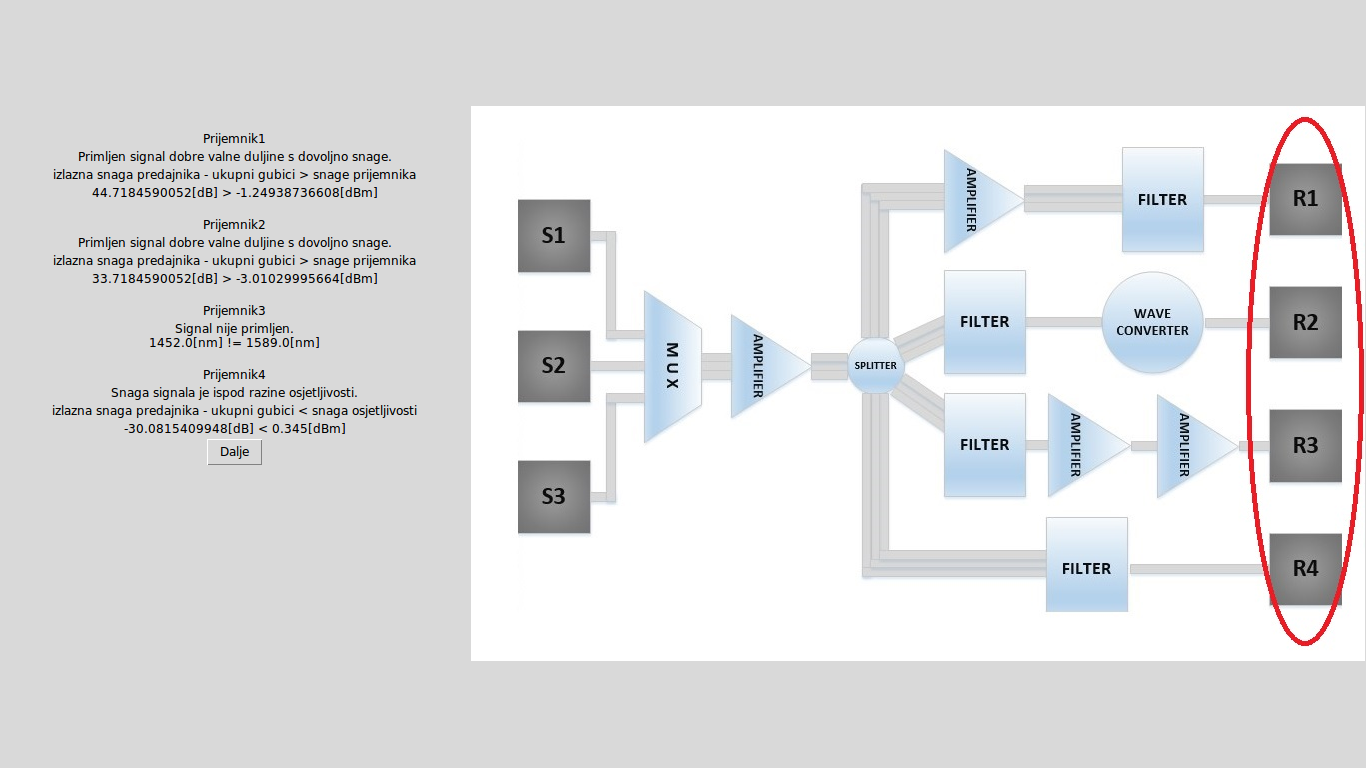 Prijemnik1
Primljen signal dobre valne duljine s dovoljno snage.
izlazna snaga predajnika - ukupni gubici > snage prijemnika
44.7184590052[dB] > -1.24938736608[dBm]
Prijemnik2
Primljen signal dobre valne duljine s dovoljno snage.
izlazna snaga predajnika - ukupni gubici > snage prijemnika
33.7184590052[dB] > -3.01029995664[dBm]
Prijemnik3
Signal nije primljen.
1452.0[nm] != 1589.0[nm]
Prijemnik4
Snaga signala je ispod razine osjetljivosti.
izlazna snaga predajnika - ukupni gubici < snaga osjetljivosti
-30.0815409948[dB] < 0.345[dBm]
Dalje
S1
S2
S3
MUX
AMPLIFIER
SPLITTER
AMPLIFIER
FILTER
R1
FILTER
WAVE
CONVERTER
R2
FILTER
AMPLIFIER
AMPLIFIER
R3
FILTER
R4